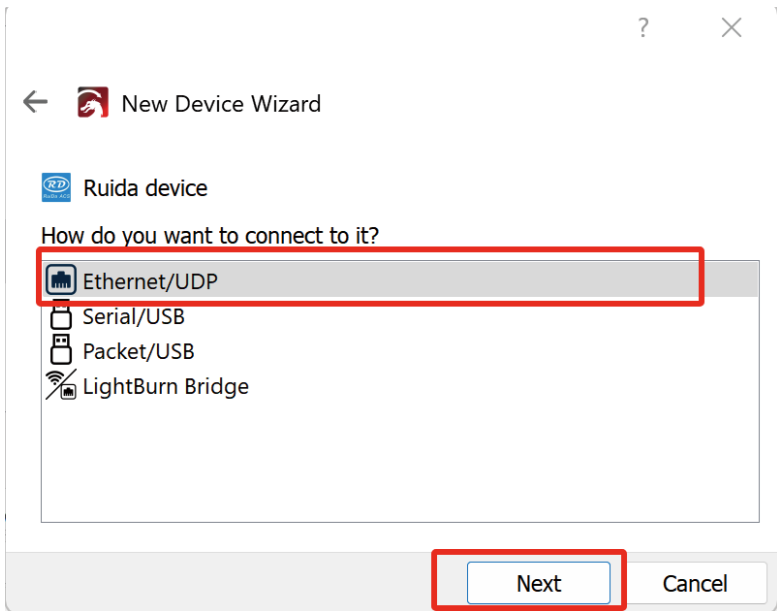 ?
New Device Wizard
RD
Ruida device
How do you want to connect to it?
Ethernet/UDP
Serial/USB
Packet/USB
LightBurn Bridge
Next
Cancel